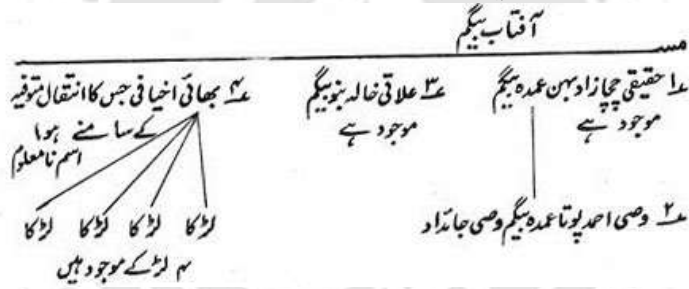 آفتاب بیگم
مسـ
۱ حقیقی چچازاد بہن عمدہ بیگم
موجود ہے
۳ علاتی خالہ بنو بیگم
موجود ہے
۴ بھائی اخیافی جس کا انتقال متوفیہ
کے سامنے ہوا
اسم نامعلوم
۲ وصی احمد پوتا عمدہ بیگم وصی جائداد
لڑکا لڑکا لڑکا لڑکا
۴ لڑکے موجود ہیں